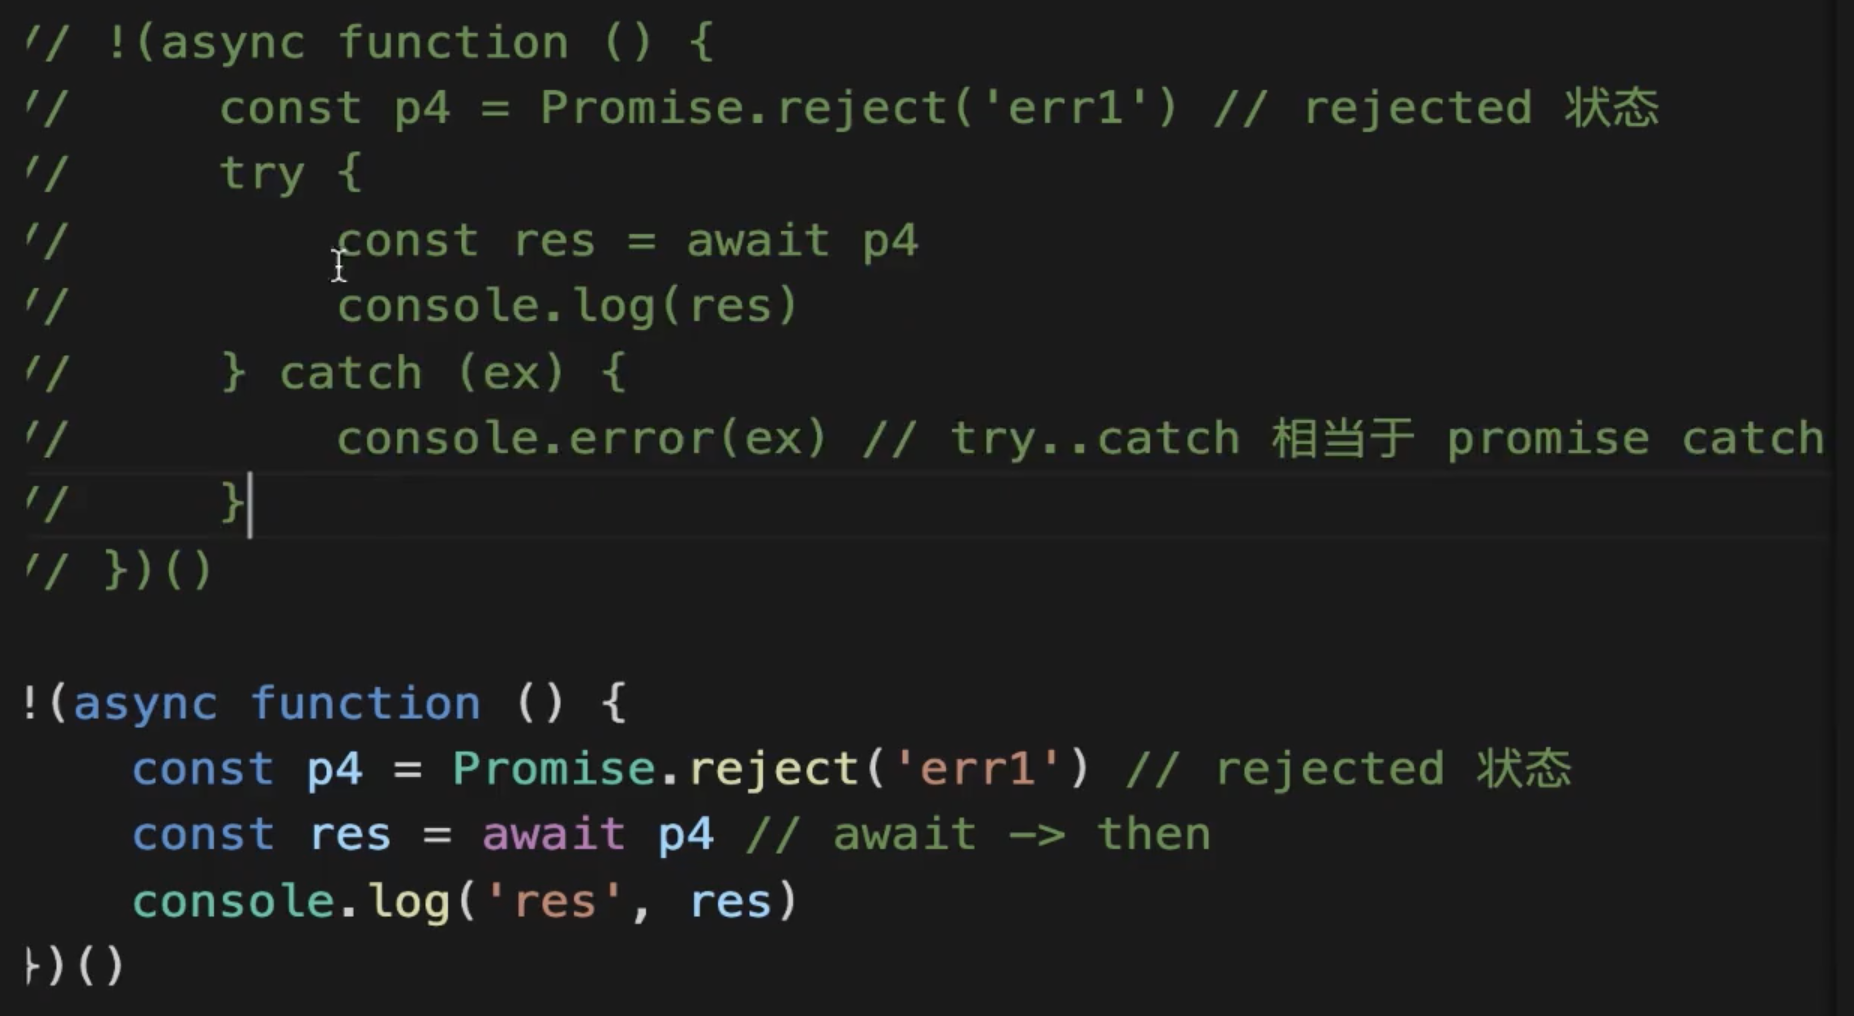 // !(async function () {
//     const p4 = Promise.reject('err1') // rejected 状态
//     try {
//         const res = await p4
//         console.log(res)
//     } catch (ex) {
//         console.error(ex) // try..catch 相当于 promise catch
//     }
// })()
!(async function () {
    const p4 = Promise.reject('err1') // rejected 状态
    const res = await p4 // await -> then
    console.log('res', res)
})()